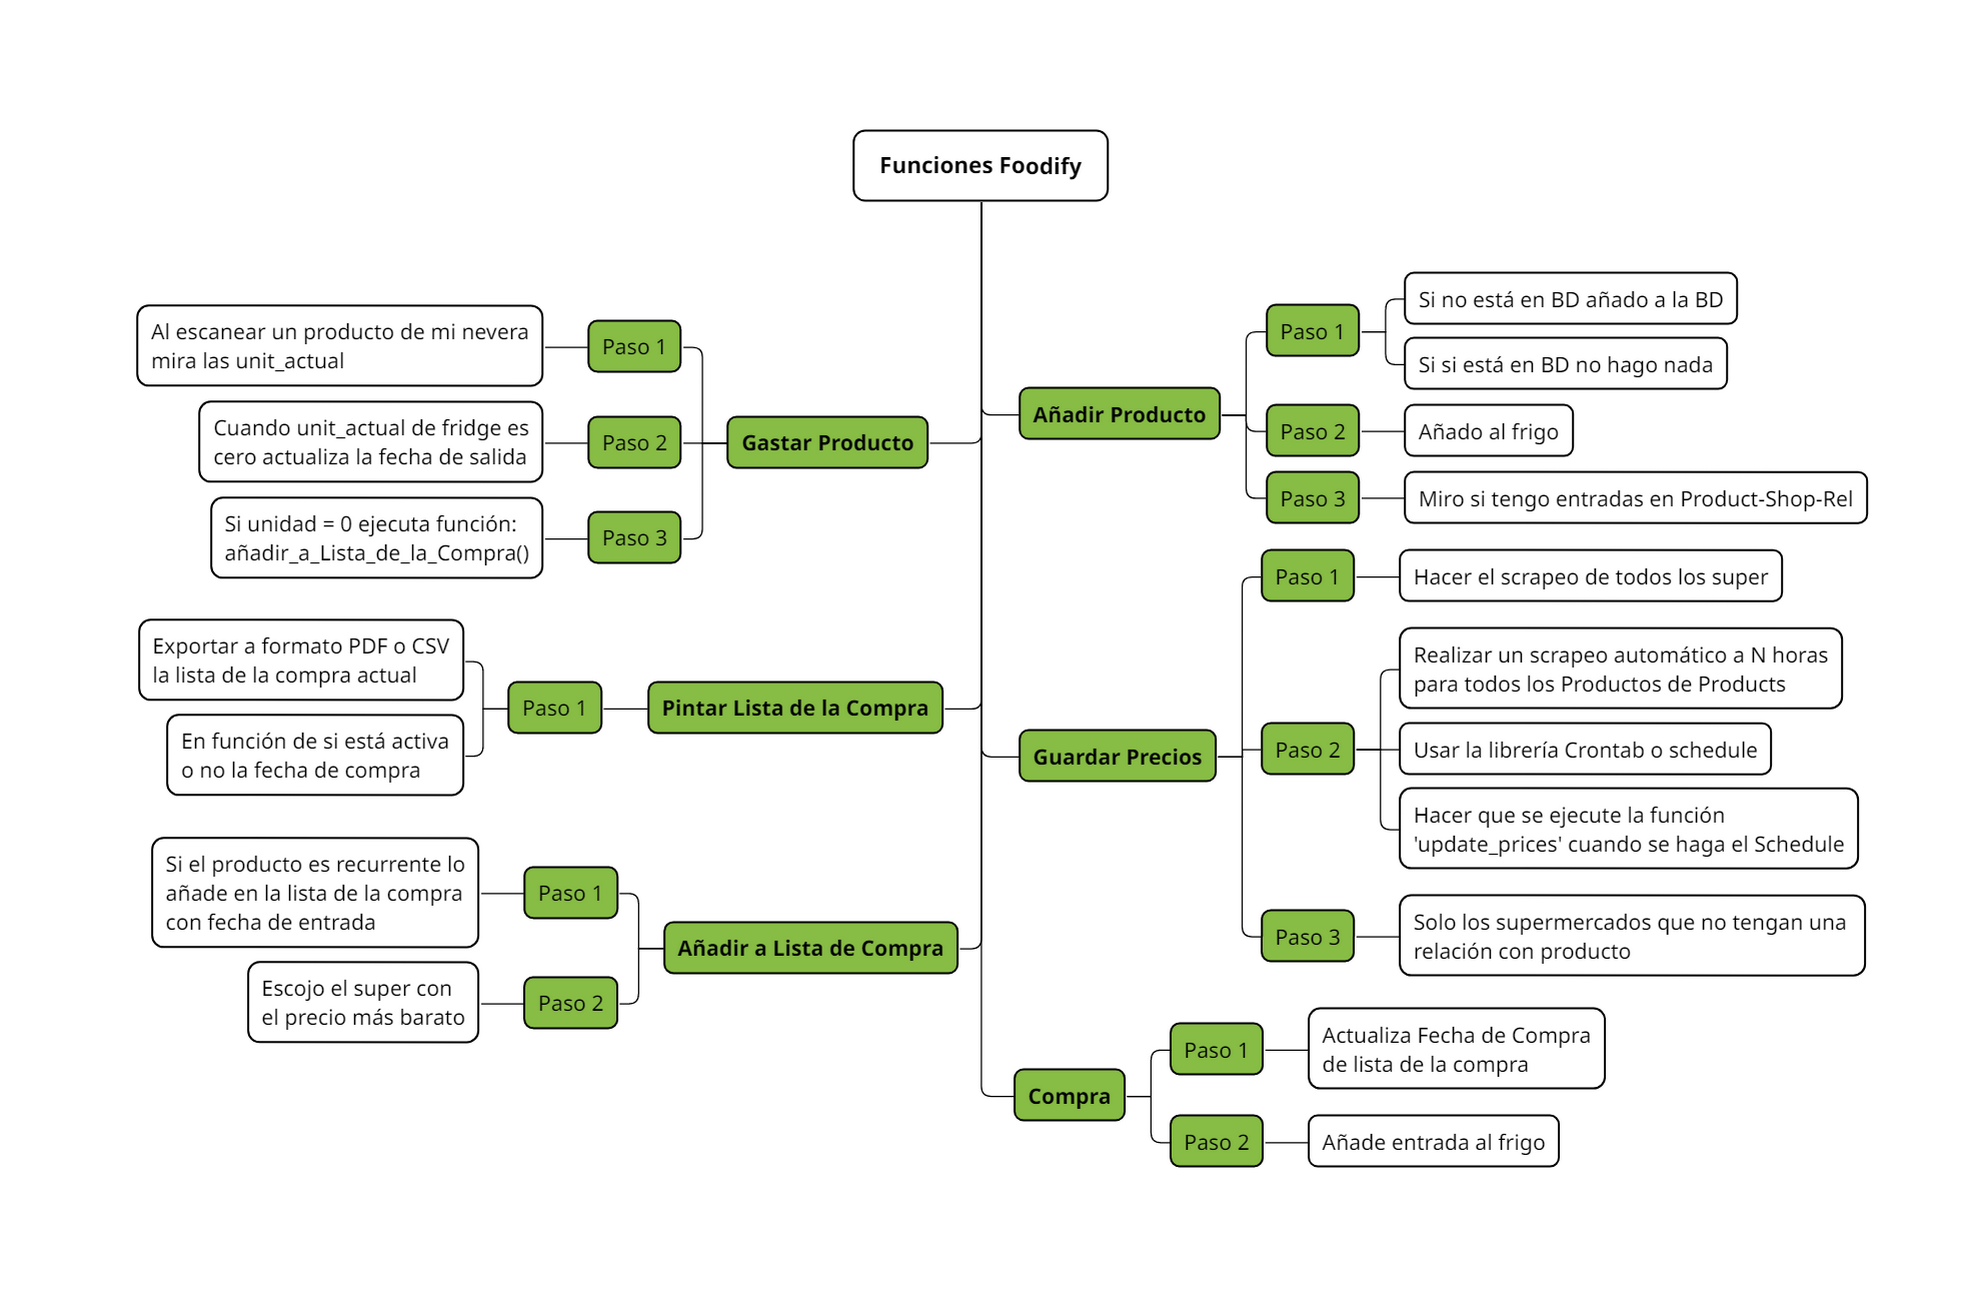 Funciones Foodify
Gastar Producto
Paso 1
Al escanear un producto de mi nevera
mira las unit_actual
Paso 2
Cuando unit_actual de fridge es
cero actualiza la fecha de salida
Paso 3
Si unidad = 0 ejecuta función:
añadir_a_Lista_de_la_Compra()
Pintar Lista de la Compra
Paso 1
Exportar a formato PDF o CSV
la lista de la compra actual
En función de si está activa
o no la fecha de compra
Añadir a Lista de Compra
Paso 1
Si el producto es recurrente lo
añade en la lista de la compra
con fecha de entrada
Paso 2
Escojo el super con
el precio más barato
Añadir Producto
Paso 1
Si no está en BD añado a la BD
Si si está en BD no hago nada
Paso 2
Añado al frigo
Paso 3
Miro si tengo entradas en Product-Shop-Rel
Guardar Precios
Paso 1
Hacer el scrapeo de todos los super
Paso 2
Realizar un scrapeo automático a N horas
para todos los Productos de Products
Usar la librería Crontab o schedule
Hacer que se ejecute la función
'update_prices' cuando se haga el Schedule
Paso 3
Solo los supermercados que no tengan una
relación con producto
Compra
Paso 1
Actualiza Fecha de Compra
de lista de la compra
Paso 2
Añade entrada al frigo